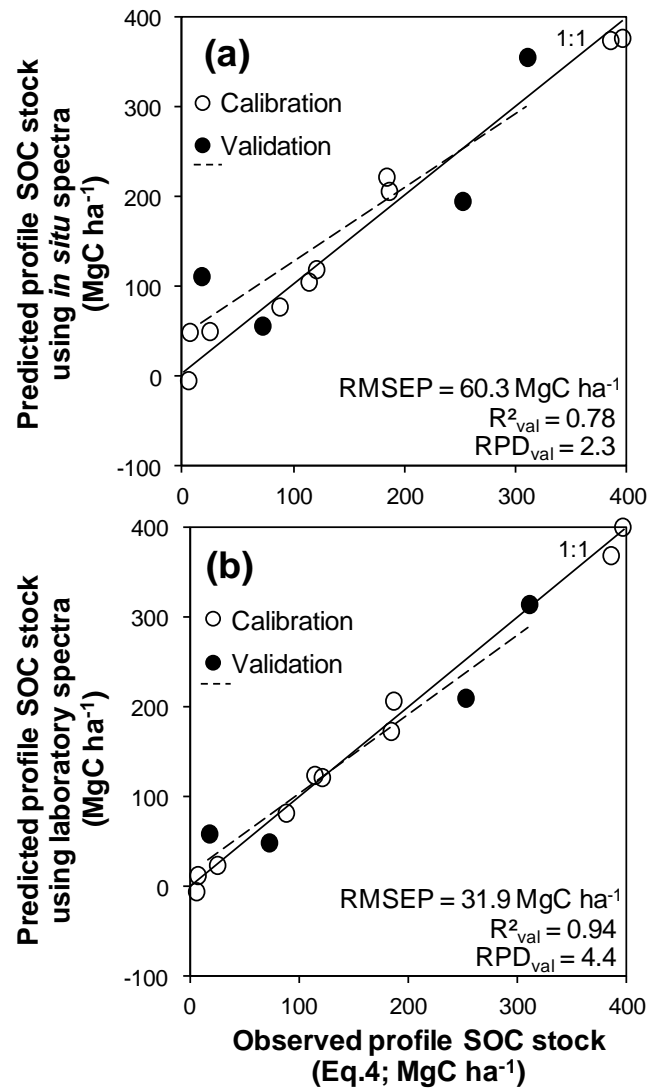 400
1:1
(a)
Calibration
Validation
300
200
100
0
-100
RMSEP = 60.3 MgC ha⁻¹
R²val = 0.78
RPDval = 2.3
0 100 200 300 400
Predicted profile SOC stock
using in situ spectra
(MgC ha⁻¹)
400
1:1
(b)
Calibration
Validation
300
200
100
0
-100
RMSEP = 31.9 MgC ha⁻¹
R²val = 0.94
RPDval = 4.4
0 100 200 300 400
Predicted profile SOC stock
using laboratory spectra
(MgC ha⁻¹)
Observed profile SOC stock
(Eq.4; MgC ha⁻¹)